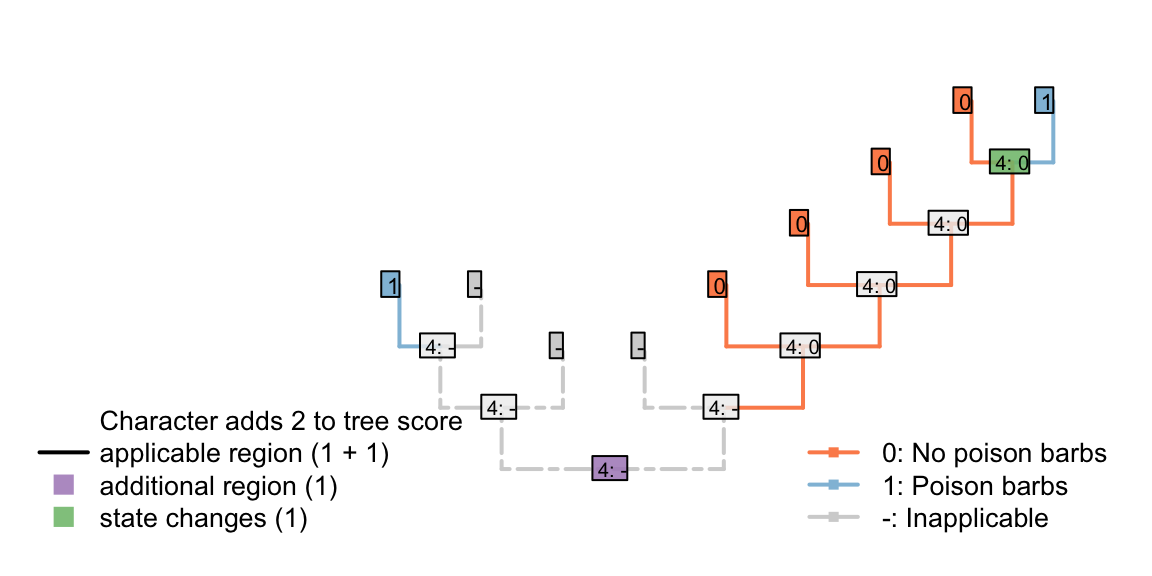 0 1
0 4: 0
0 4: 0
1 - 0 4: 0
4: - - - 4: 0
4: - 4: -
Character adds 2 to tree score
applicable region (1 + 1)
additional region (1)
state changes (1)
4: -
0: No poison barbs
1: Poison barbs
-: Inapplicable